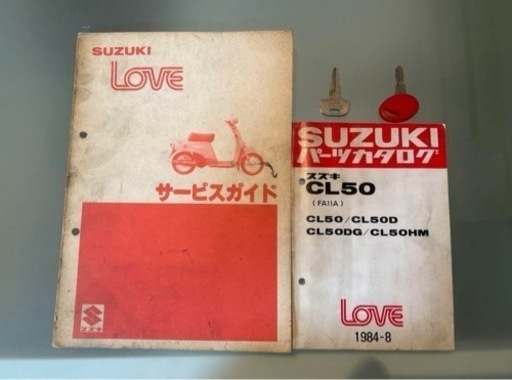 SUZUKI
LOVE
サービスガイド
スズキ
SUZUKI
パーツカタログ
スズキ
CL50
(FA11A)
CL50/CL50D
CL50DG/CL50HM
LOVE
1984-8